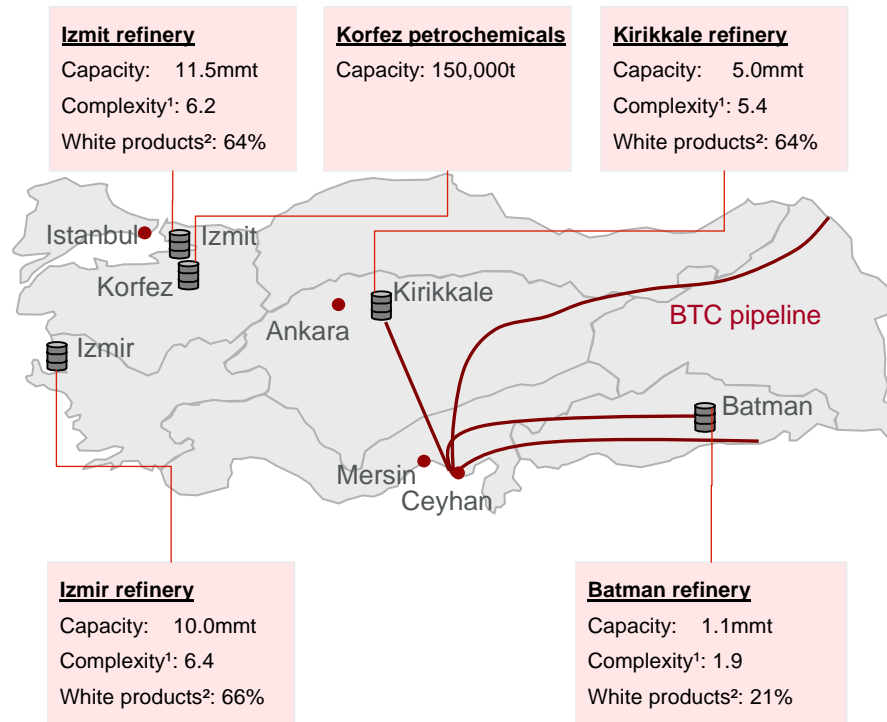 Izmit refinery
Capacity: 11.5mmt
Complexity¹: 6.2
White products²: 64%
Korfez petrochemicals
Capacity: 150,000t
Kirikkale refinery
Capacity: 5.0mmt
Complexity¹: 5.4
White products²: 64%
Istanbul
Izmit
Korfez
Kirikkale
Ankara
BTC pipeline
Izmir
Batman
Mersin
Ceyhan
Izmir refinery
Capacity: 10.0mmt
Complexity¹: 6.4
White products²: 66%
Batman refinery
Capacity: 1.1mmt
Complexity¹: 1.9
White products²: 21%